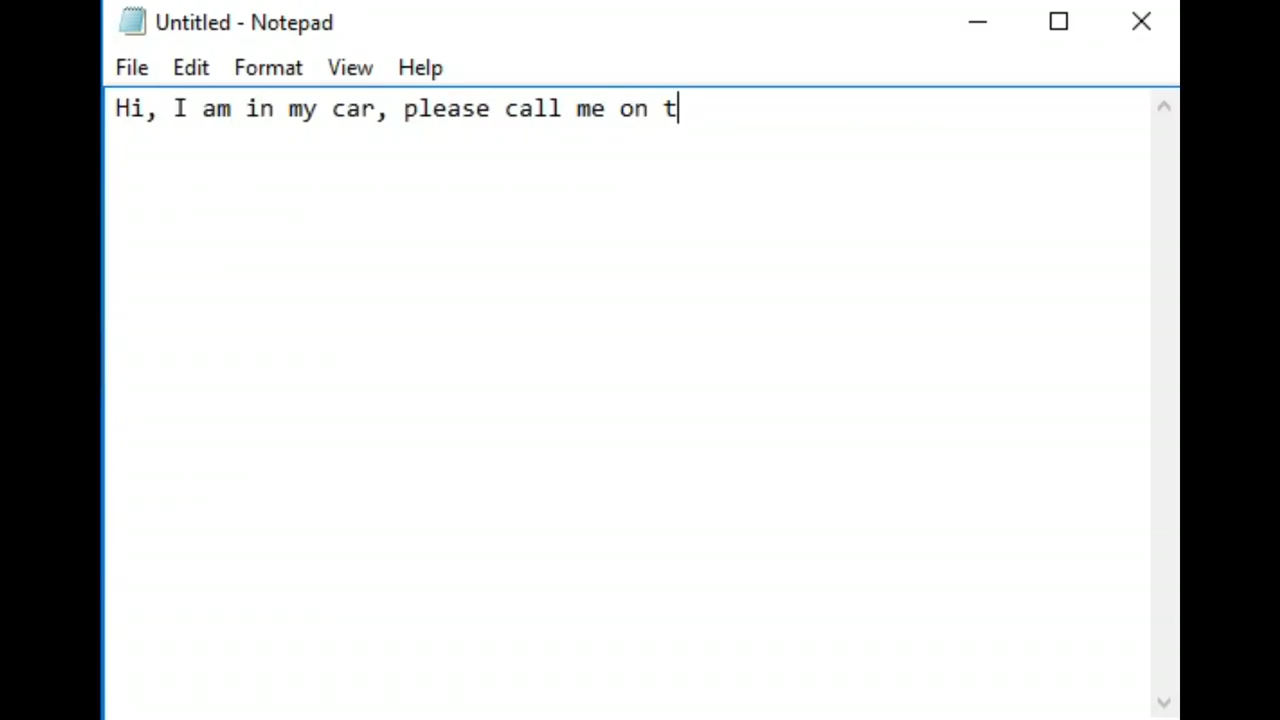 Untitled - Notepad
File Edit Format View Help
Hi, I am in my car, please call me on t